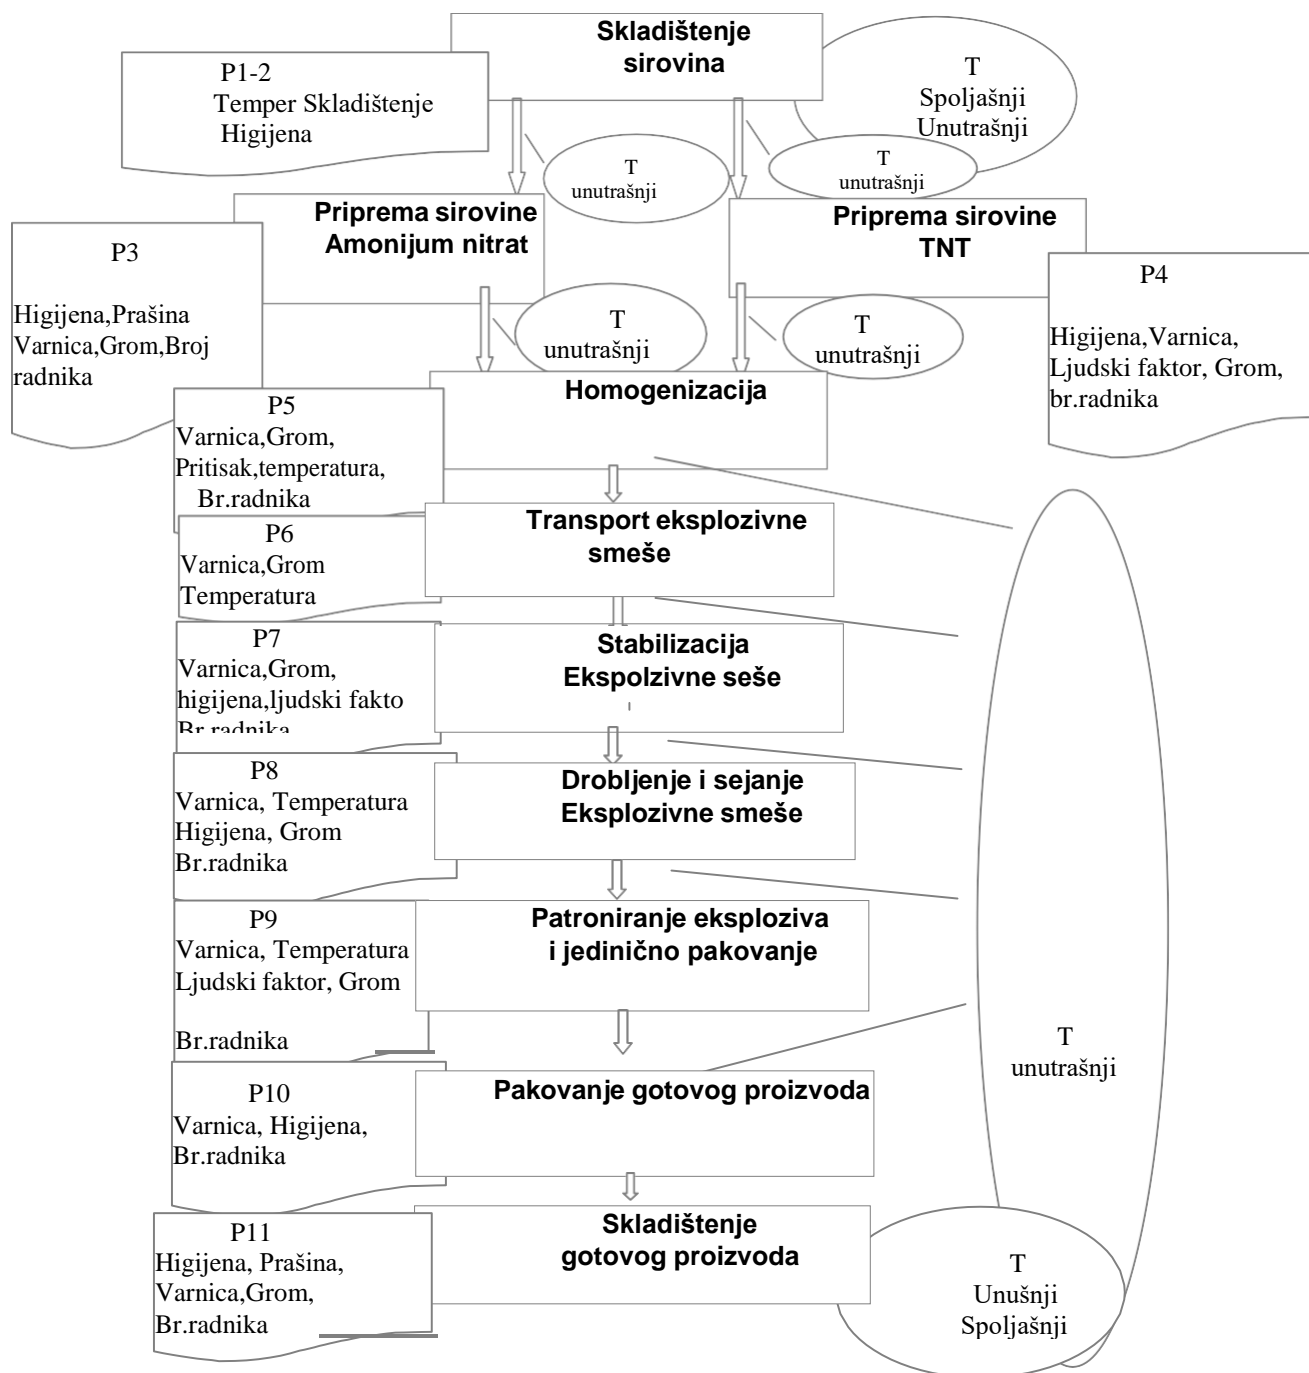 Skladištenje
sirovina
P1-2
Temper Skladištenje
Higijena
T
Spoljašnji
Unutrašnji
T
unutrašnji
T
unutrašnji
Priprema sirovine
Amonijum nitrat
Priprema sirovine
TNT
P3
Higijena,Prašina
Varnica,Grom,Broj
radnika
P4
Higijena,Varnica,
Ljudski faktor, Grom,
br.radnika
T
unutrašnji
T
unutrašnji
Homogenizacija
P5
Varnica,Grom,
Pritisak,temperatura,
Br.radnika
Transport eksplozivne
smeše
P6
Varnica,Grom
Temperatura
Stabilizacija
Ekspolzivne seše
P7
Varnica,Grom,
higijena,ljudski fakto
Br.radnika
Drobljenje i sejanje
Eksplozivne smeše
P8
Varnica, Temperatura
Higijena, Grom
Br.radnika
Patroniranje eksploziva
i jedinično pakovanje
P9
Varnica, Temperatura
Ljudski faktor, Grom
Br.radnika
T
unutrašnji
Pakovanje gotovog proizvoda
P10
Varnica, Higijena,
Br.radnika
Skladištenje
gotovog proizvoda
P11
Higijena, Prašina,
Varnica,Grom,
Br.radnika
T
Unušnji
Spoljašnji